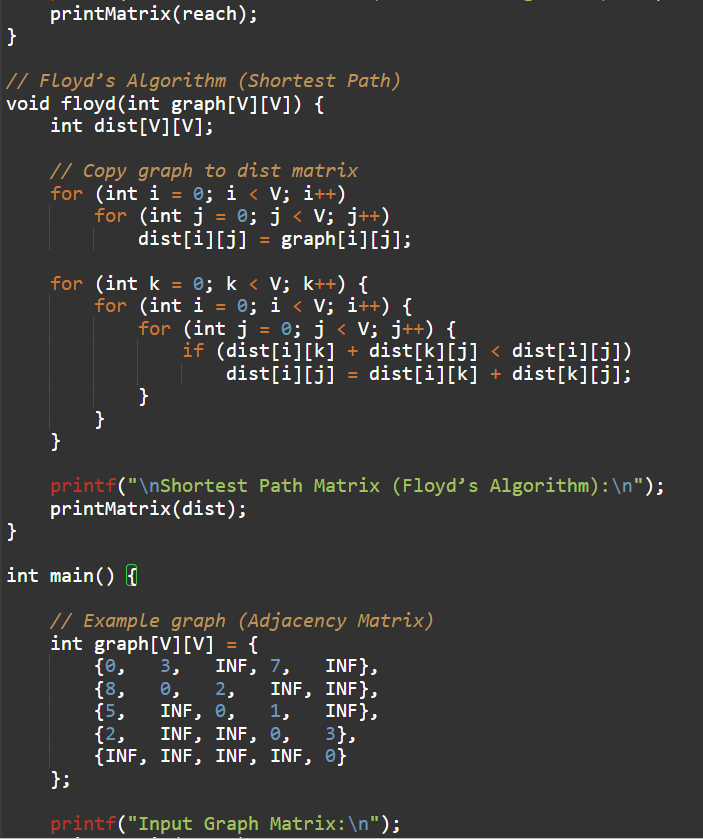 printMatrix(reach);
}

// Floyd’s Algorithm (Shortest Path)
void floyd(int graph[V][V]) {
    int dist[V][V];

    // Copy graph to dist matrix
    for (int i = 0; i < V; i++)
        for (int j = 0; j < V; j++)
            dist[i][j] = graph[i][j];

    for (int k = 0; k < V; k++) {
        for (int i = 0; i < V; i++) {
            for (int j = 0; j < V; j++) {
                if (dist[i][k] + dist[k][j] < dist[i][j])
                    dist[i][j] = dist[i][k] + dist[k][j];
            }
        }
    }

    printf("\nShortest Path Matrix (Floyd’s Algorithm):\n");
    printMatrix(dist);
}

int main() {

    // Example graph (Adjacency Matrix)
    int graph[V][V] = {
        {0,   3,   INF, 7,   INF},
        {8,   0,   2,   INF, INF},
        {5,   INF, 0,   1,   INF},
        {2,   INF, INF, 0,   3},
        {INF, INF, INF, INF, 0}
    };

    printf("Input Graph Matrix:\n");